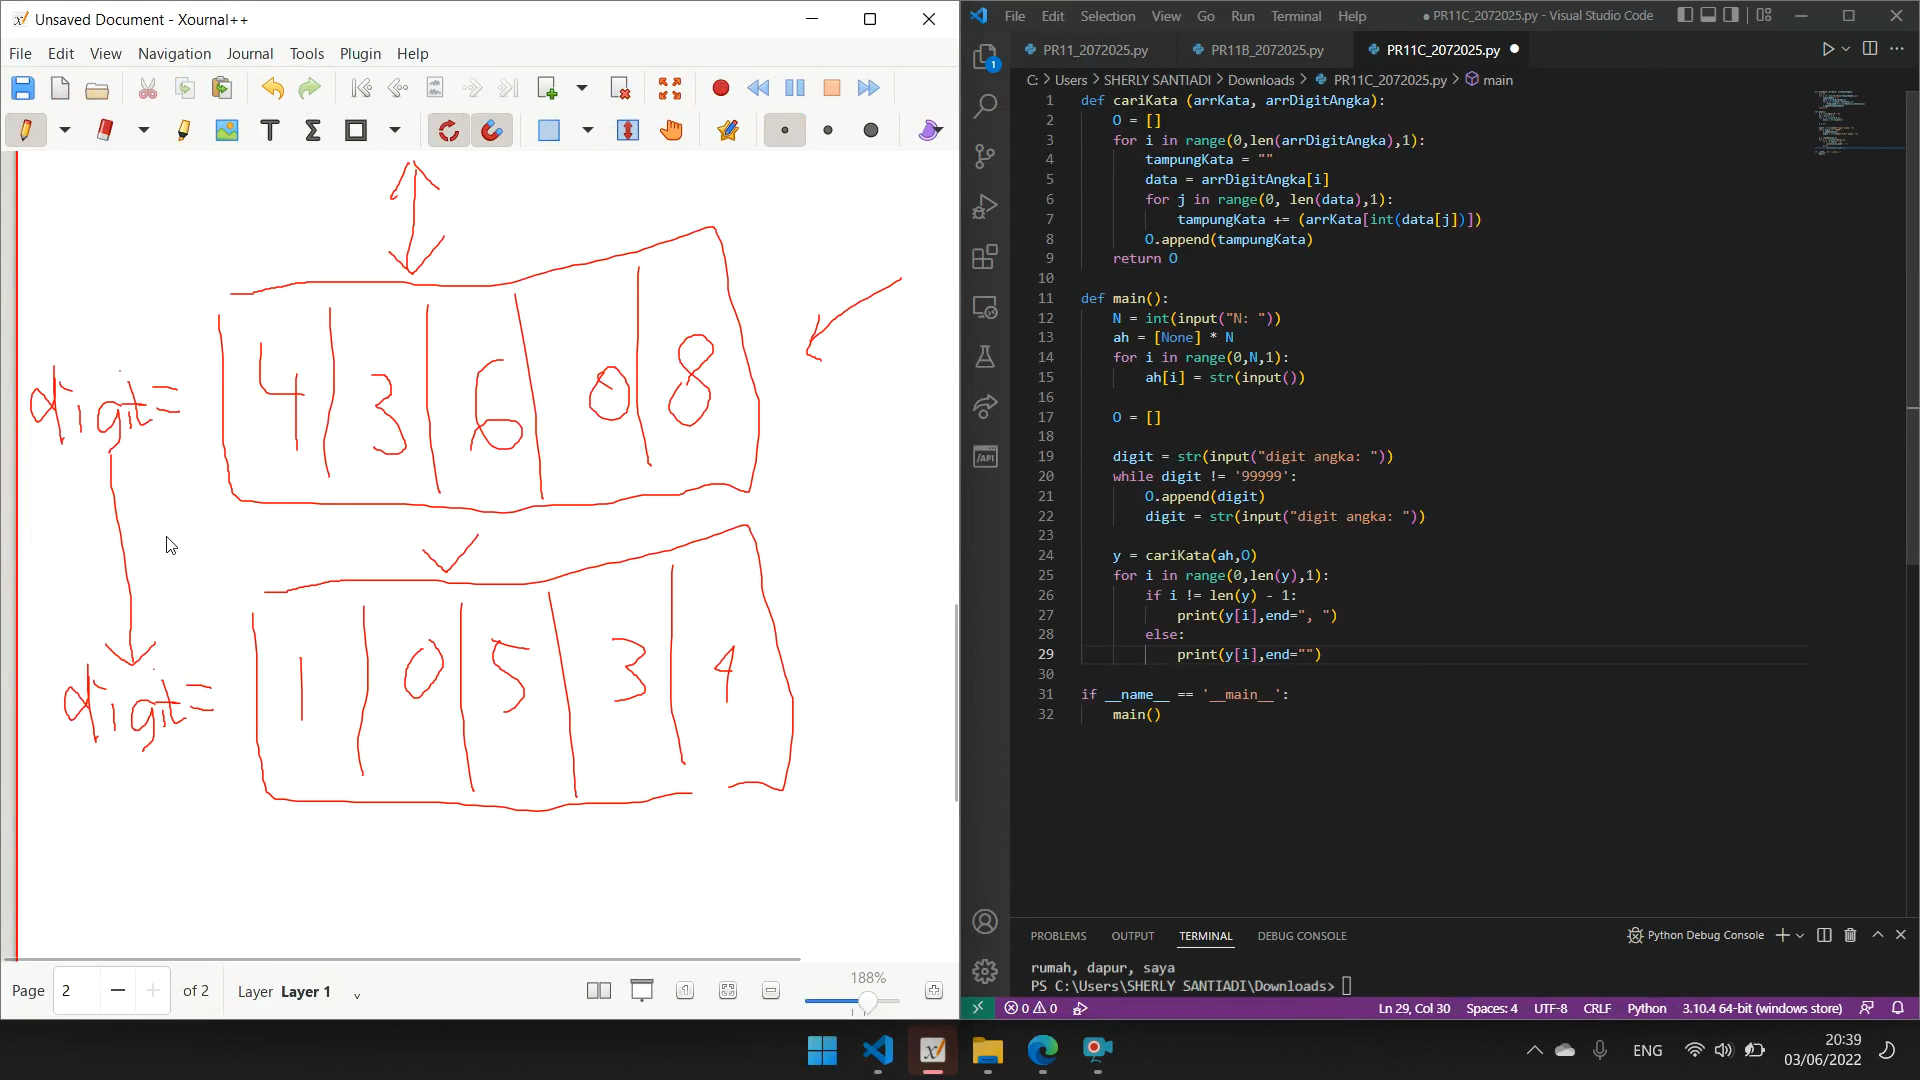 Unsaved Document - Xournal++
File Edit View Navigation Journal Tools Plugin Help
digit= 4 3 6 0 8
digit= 1 0 5 3 4
Page 2 of 2 Layer Layer 1 188%
File Edit Selection View Go Run Terminal Help
● PR11C_2072025.py - Visual Studio Code
PR11_2072025.py PR11B_2072025.py PR11C_2072025.py
C: > Users > SHERLY SANTIADI > Downloads > PR11C_2072025.py > main
1 def cariKata (arrKata, arrDigitAngka):
2 O = []
3 for i in range(0,len(arrDigitAngka),1):
4 tampungKata = ""
5 data = arrDigitAngka[i]
6 for j in range(0, len(data),1):
7 tampungKata += (arrKata[int(data[j])])
8 O.append(tampungKata)
9 return O
10
11 def main():
12 N = int(input("N: "))
13 ah = [None] * N
14 for i in range(0,N,1):
15 ah[i] = str(input())
16
17 O = []
18
19 digit = str(input("digit angka: "))
20 while digit != '99999':
21 O.append(digit)
22 digit = str(input("digit angka: "))
23
24 y = cariKata(ah,O)
25 for i in range(0,len(y),1):
26 if i != len(y) - 1:
27 print(y[i],end=", ")
28 else:
29 print(y[i],end="")
30
31 if __name__ == '__main__':
32 main()
PROBLEMS OUTPUT TERMINAL DEBUG CONSOLE
Python Debug Console
rumah, dapur, saya
PS C:\Users\SHERLY SANTIADI\Downloads>
0 0 Ln 29, Col 30 Spaces: 4 UTF-8 CRLF Python 3.10.4 64-bit (windows store)
ENG 20:39
03/06/2022